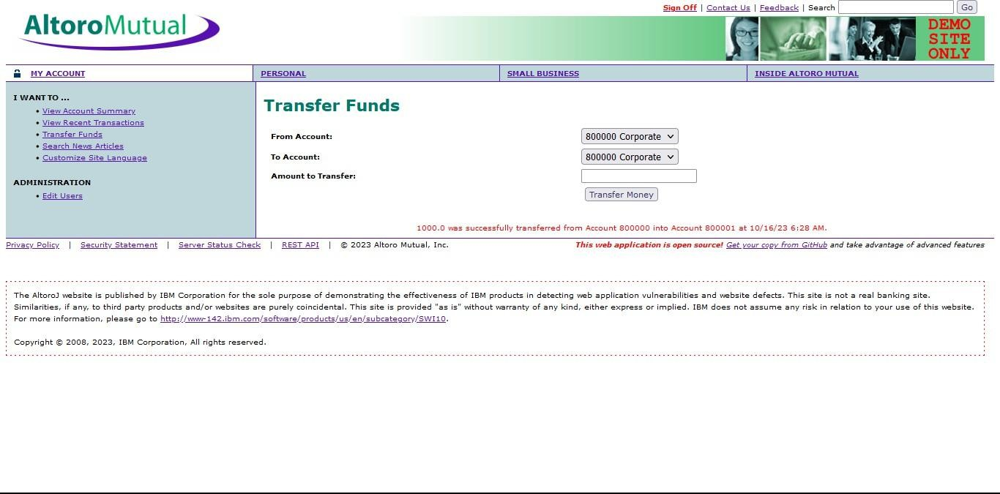 Sign Off | Contact Us | Feedback | Search Go
AltoroMutual
DEMO
SITE
ONLY
MY ACCOUNT PERSONAL SMALL BUSINESS INSIDE ALTORO MUTUAL
I WANT TO ...
• View Account Summary
• View Recent Transactions
• Transfer Funds
• Search News Articles
• Customize Site Language
ADMINISTRATION
• Edit Users
Transfer Funds
From Account: 800000 Corporate
To Account: 800000 Corporate
Amount to Transfer:
Transfer Money
1000.0 was successfully transferred from Account 800000 into Account 800001 at 10/16/23 6:28 AM.
Privacy Policy | Security Statement | Server Status Check | REST API | © 2023 Altoro Mutual, Inc. This web application is open source! Get your copy from GitHub and take advantage of advanced features
The AltoroJ website is published by IBM Corporation for the sole purpose of demonstrating the effectiveness of IBM products in detecting web application vulnerabilities and website defects. This site is not a real banking site.
Similarities, if any, to third party products and/or websites are purely coincidental. This site is provided "as is" without warranty of any kind, either express or implied. IBM does not assume any risk in relation to your use of this website.
For more information, please go to http://www-142.ibm.com/software/products/us/en/subcategory/SWI10.
Copyright © 2008, 2023, IBM Corporation, All rights reserved.